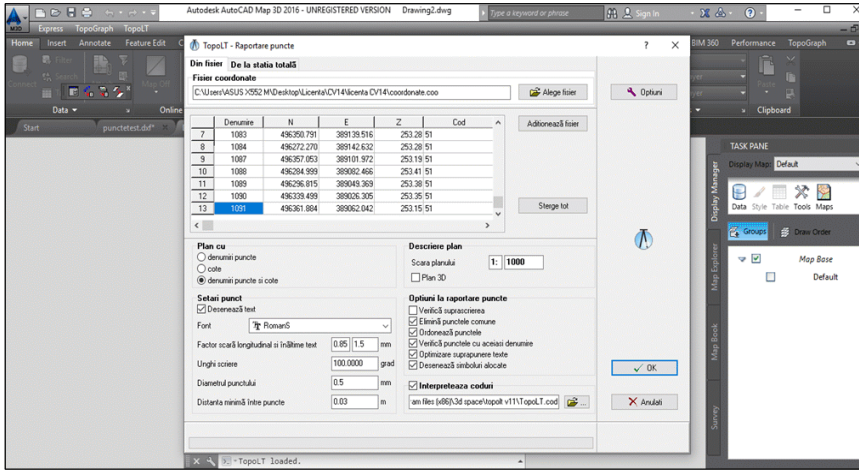 Autodesk AutoCAD Map 3D 2016 - UNREGISTERED VERSION Drawing2.dwg
Type a keyword or phrase
Sign In
M3D
Express TopoGraph TopoLT
Home Insert Annotate Feature Edit
BIM 360 Performance TopoGraph
Filter
Search
Connect
Map Off
Paste
Data
Online
Clipboard
Start
punctetest.dxf*
TopoLT - Raportare puncte
Din fisier De la statia totală
Fisier coordonate
C:\Users\ASUS X552 M\Desktop\Licenta\CV14\licenta CV14\coordonate.coo
Alege fisier
Optiuni
Denumire N E Z Cod
7 1083 496350.791 389139.516 253.28 51
8 1084 496272.270 389142.632 253.28 51
9 1087 496357.053 389101.972 253.19 51
10 1088 496284.999 389082.466 253.41 51
11 1089 496296.815 389049.369 253.38 51
12 1090 496339.499 389026.305 253.35 51
13 1091 496361.884 389062.042 253.15 51
Aditionează fisier
Sterge tot
Plan cu
denumiri puncte
cote
denumiri puncte si cote
Descriere plan
Scara planului 1: 1000
Plan 3D
Setari punct
Desenează text
Font RomanS
Factor scară longitudinal si înăltime text 0.85 1.5 mm
Unghi scriere 100.0000 grad
Diametrul punctului 0.5 mm
Distanta minimă între puncte 0.03 m
Optiuni la raportare puncte
Verifică suprascrierea
Elimină punctele comune
Ordonează punctele
Verifică punctele cu aceiasi denumire
Optimizare suprapunere texte
Desenează simboluri alocate
Interpreteaza coduri
am files (x86)\3d space\topolt v11\TopoLT.cod
...
OK
Anulati
TASK PANE
Display Map: Default
Data Style Table Tools Maps
Groups Draw Order
Map Base
Default
Display Manager
Map Explorer
Map Book
Survey
TopoLT loaded.